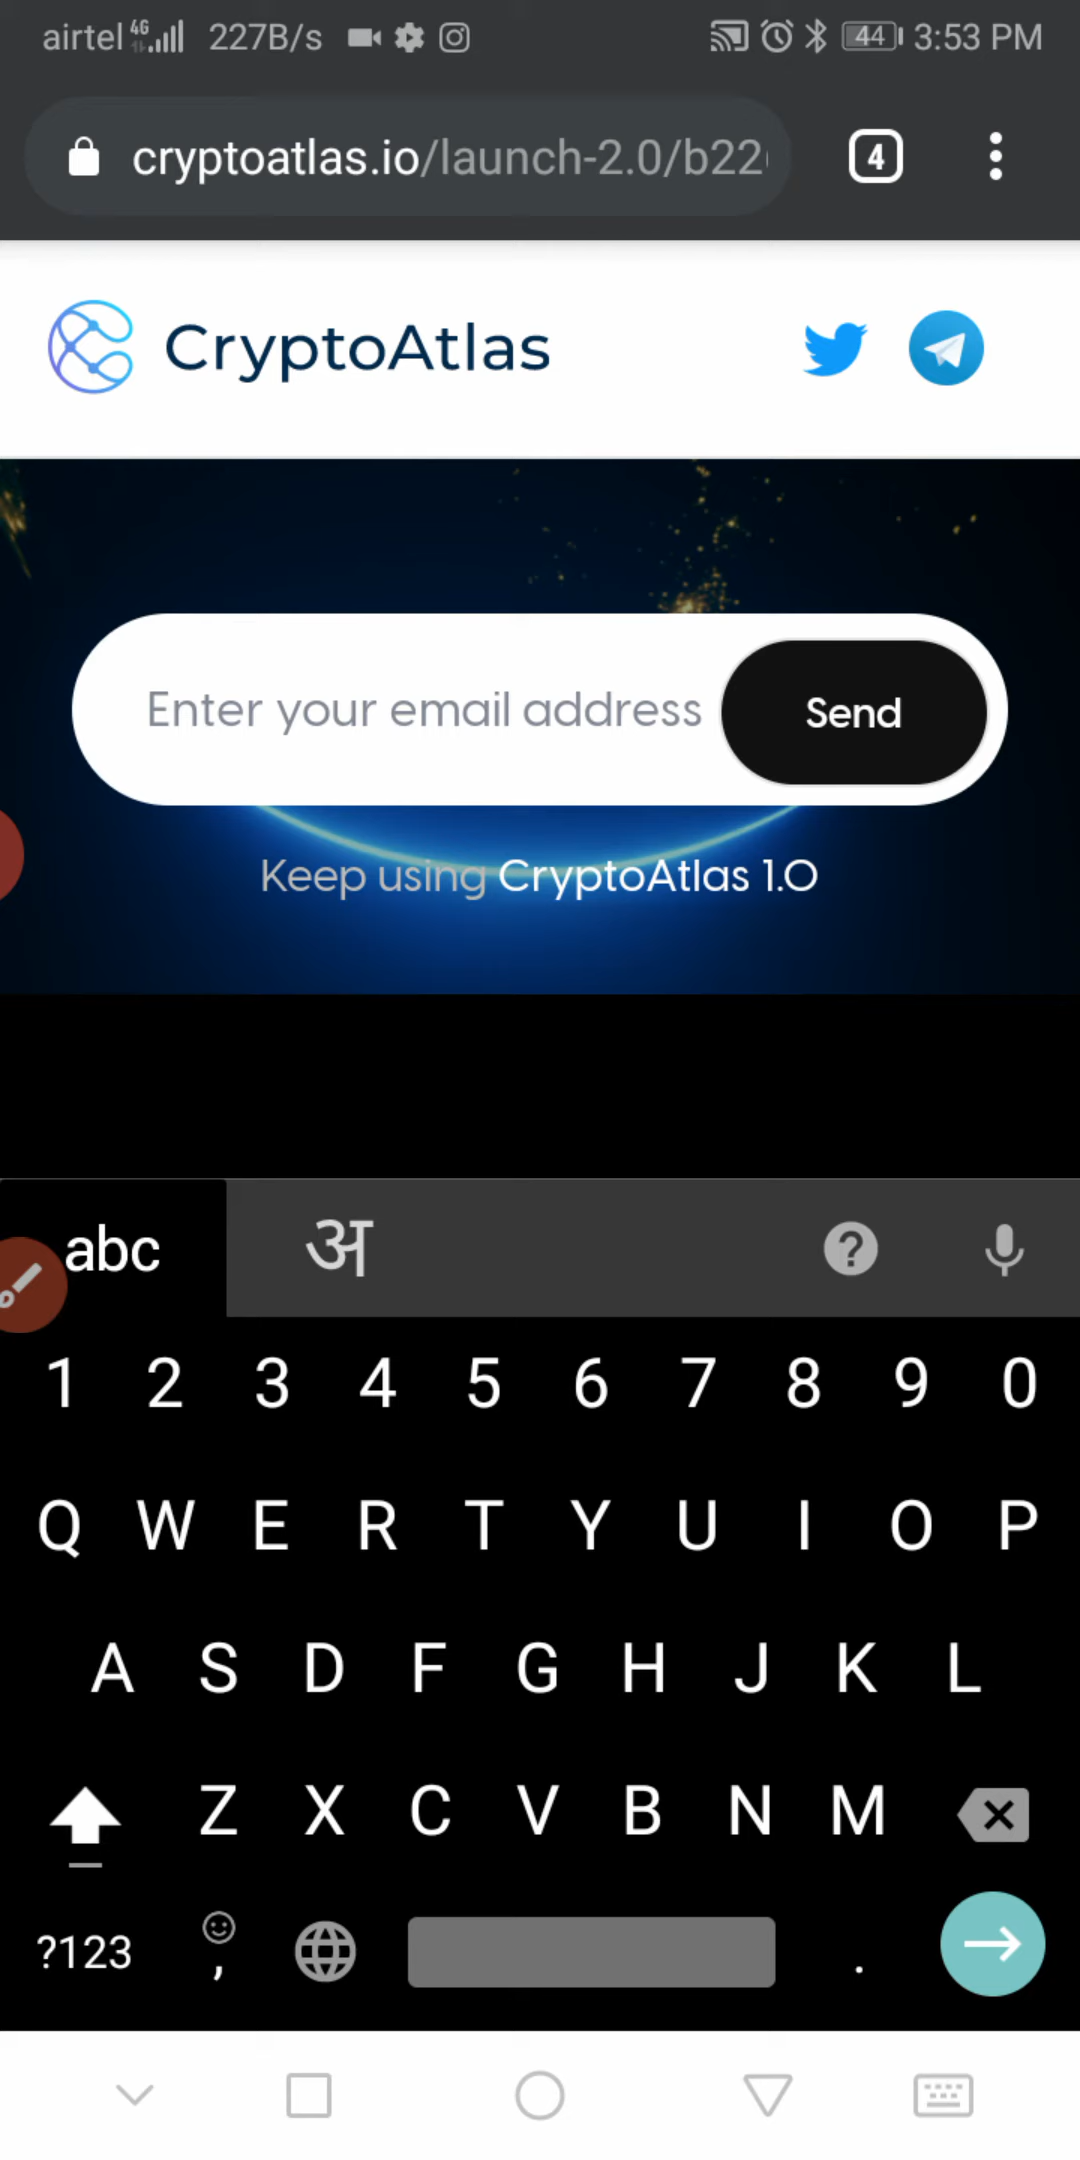 airtel 4G 227B/s 44 3:53 PM
cryptoatlas.io/launch-2.0/b22 4
CryptoAtlas
Enter your email address Send
Keep using CryptoAtlas 1.0
abc अ ?
1 2 3 4 5 6 7 8 9 0
Q W E R T Y U I O P
A S D F G H J K L
Z X C V B N M
?123 , .